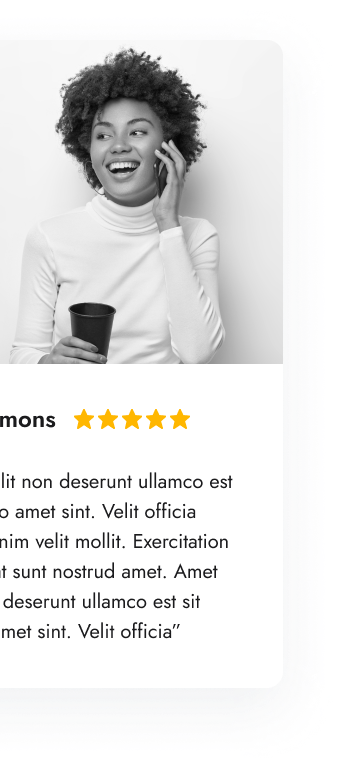 mons
lit non deserunt ullamco est
o amet sint. Velit officia
nim velit mollit. Exercitation
t sunt nostrud amet. Amet
deserunt ullamco est sit
met sint. Velit officia”